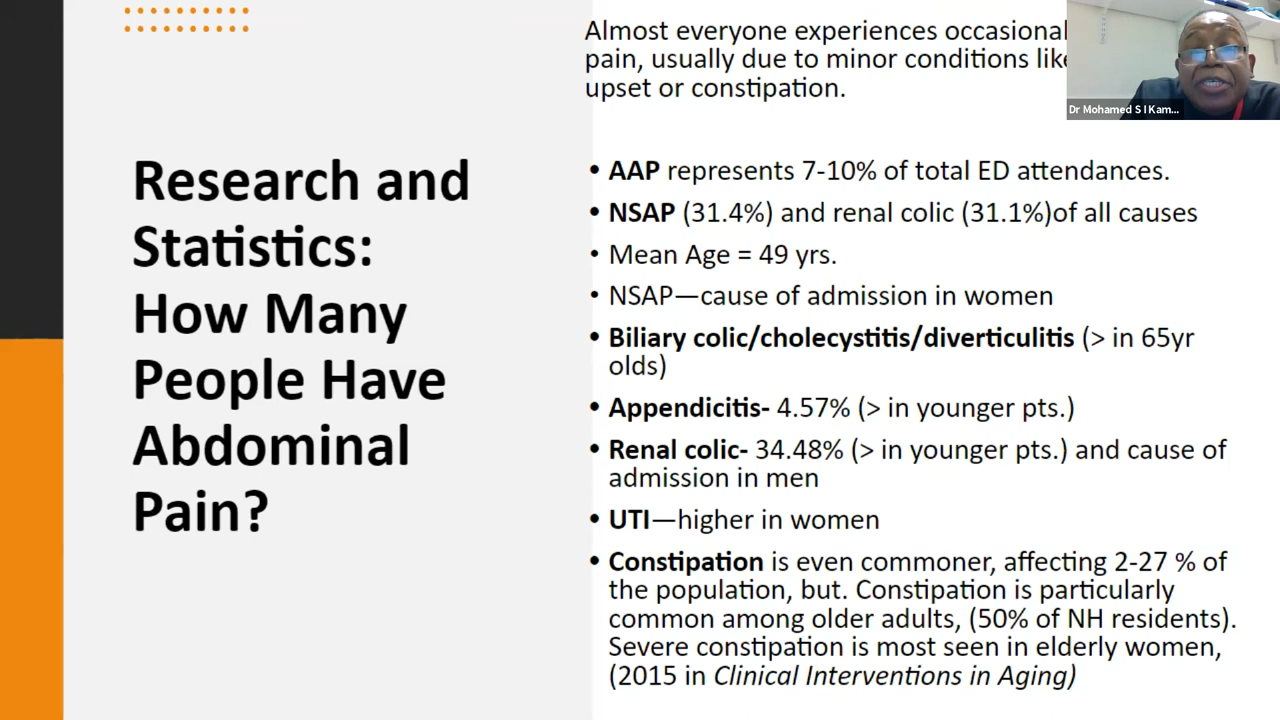 Research and
Statistics:
How Many
People Have
Abdominal
Pain?
Almost everyone experiences occasional
pain, usually due to minor conditions like
upset or constipation.
• AAP represents 7-10% of total ED attendances.
• NSAP (31.4%) and renal colic (31.1%)of all causes
• Mean Age = 49 yrs.
• NSAP—cause of admission in women
• Biliary colic/cholecystitis/diverticulitis (> in 65yr
olds)
• Appendicitis- 4.57% (> in younger pts.)
• Renal colic- 34.48% (> in younger pts.) and cause of
admission in men
• UTI—higher in women
• Constipation is even commoner, affecting 2-27 % of
the population, but. Constipation is particularly
common among older adults, (50% of NH residents).
Severe constipation is most seen in elderly women,
(2015 in Clinical Interventions in Aging)
Dr Mohamed S I Kam...